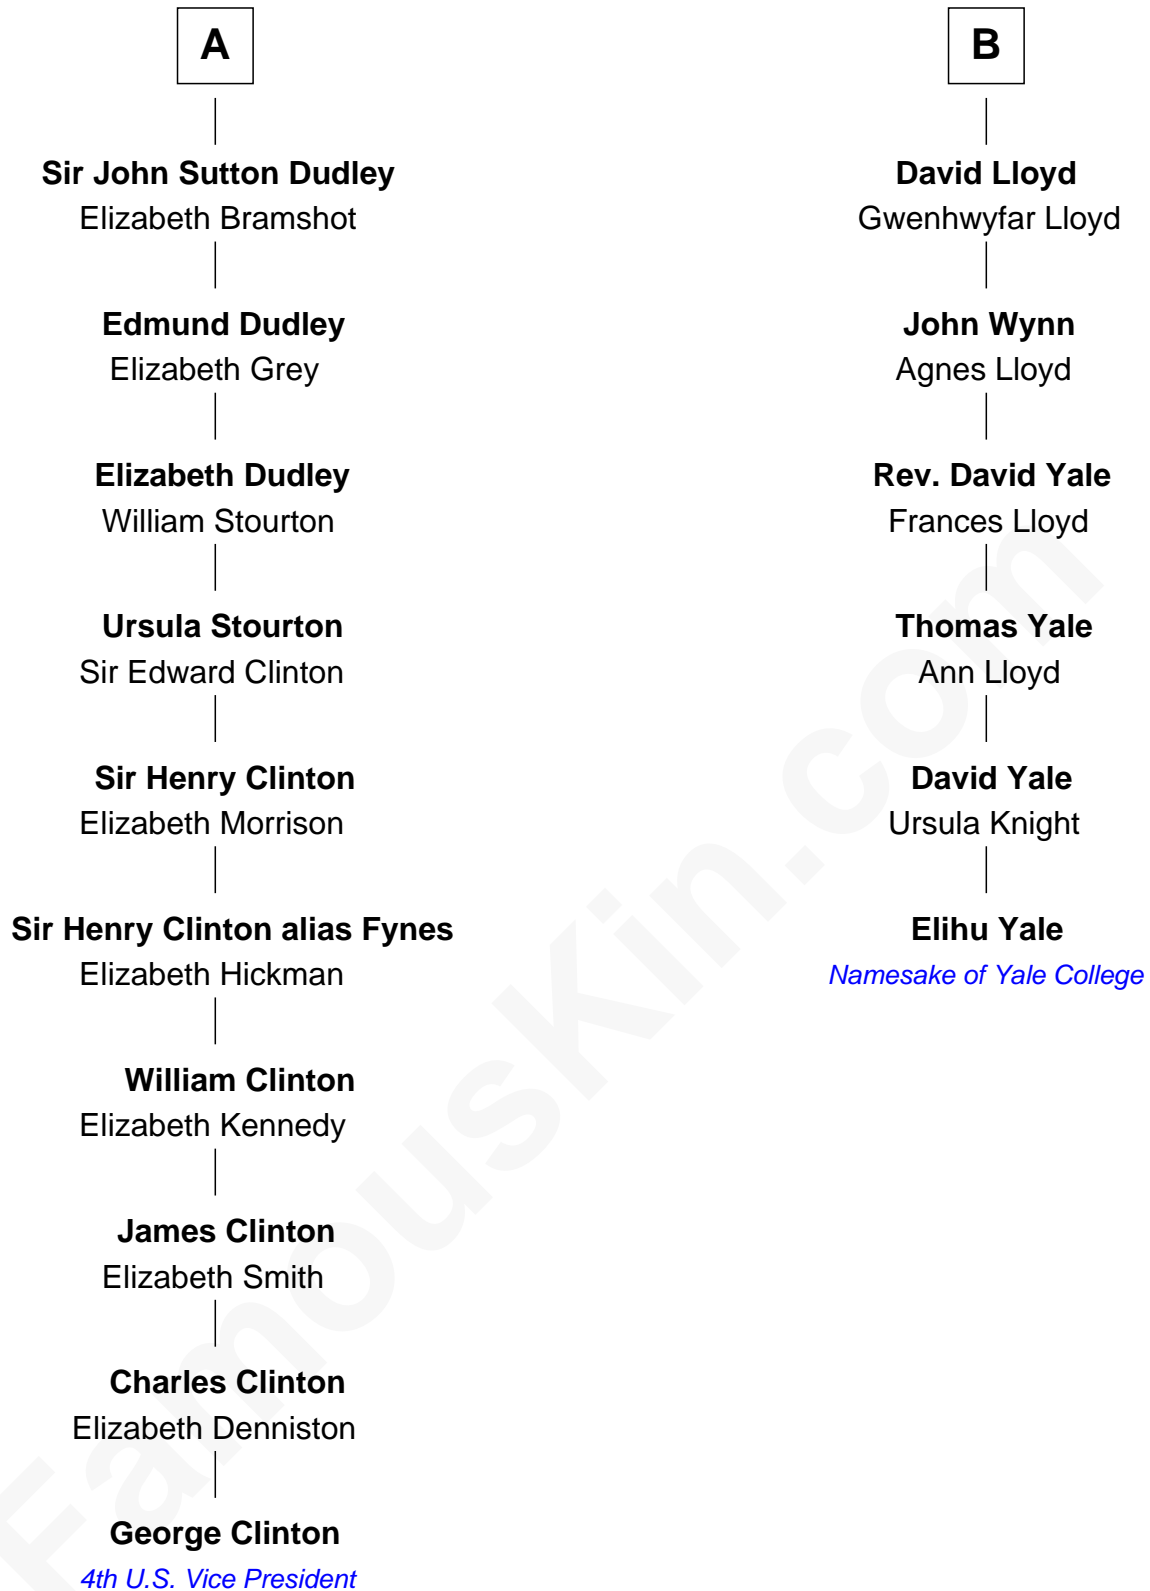 A
Sir John Sutton Dudley
Elizabeth Bramshot
Edmund Dudley
Elizabeth Grey
Elizabeth Dudley
William Stourton
Ursula Stourton
Sir Edward Clinton
Sir Henry Clinton
Elizabeth Morrison
Sir Henry Clinton alias Fynes
Elizabeth Hickman
William Clinton
Elizabeth Kennedy
James Clinton
Elizabeth Smith
Charles Clinton
Elizabeth Denniston
George Clinton
4th U.S. Vice President
B
David Lloyd
Gwenhwyfar Lloyd
John Wynn
Agnes Lloyd
Rev. David Yale
Frances Lloyd
Thomas Yale
Ann Lloyd
David Yale
Ursula Knight
Elihu Yale
Namesake of Yale College
FamousKin.com